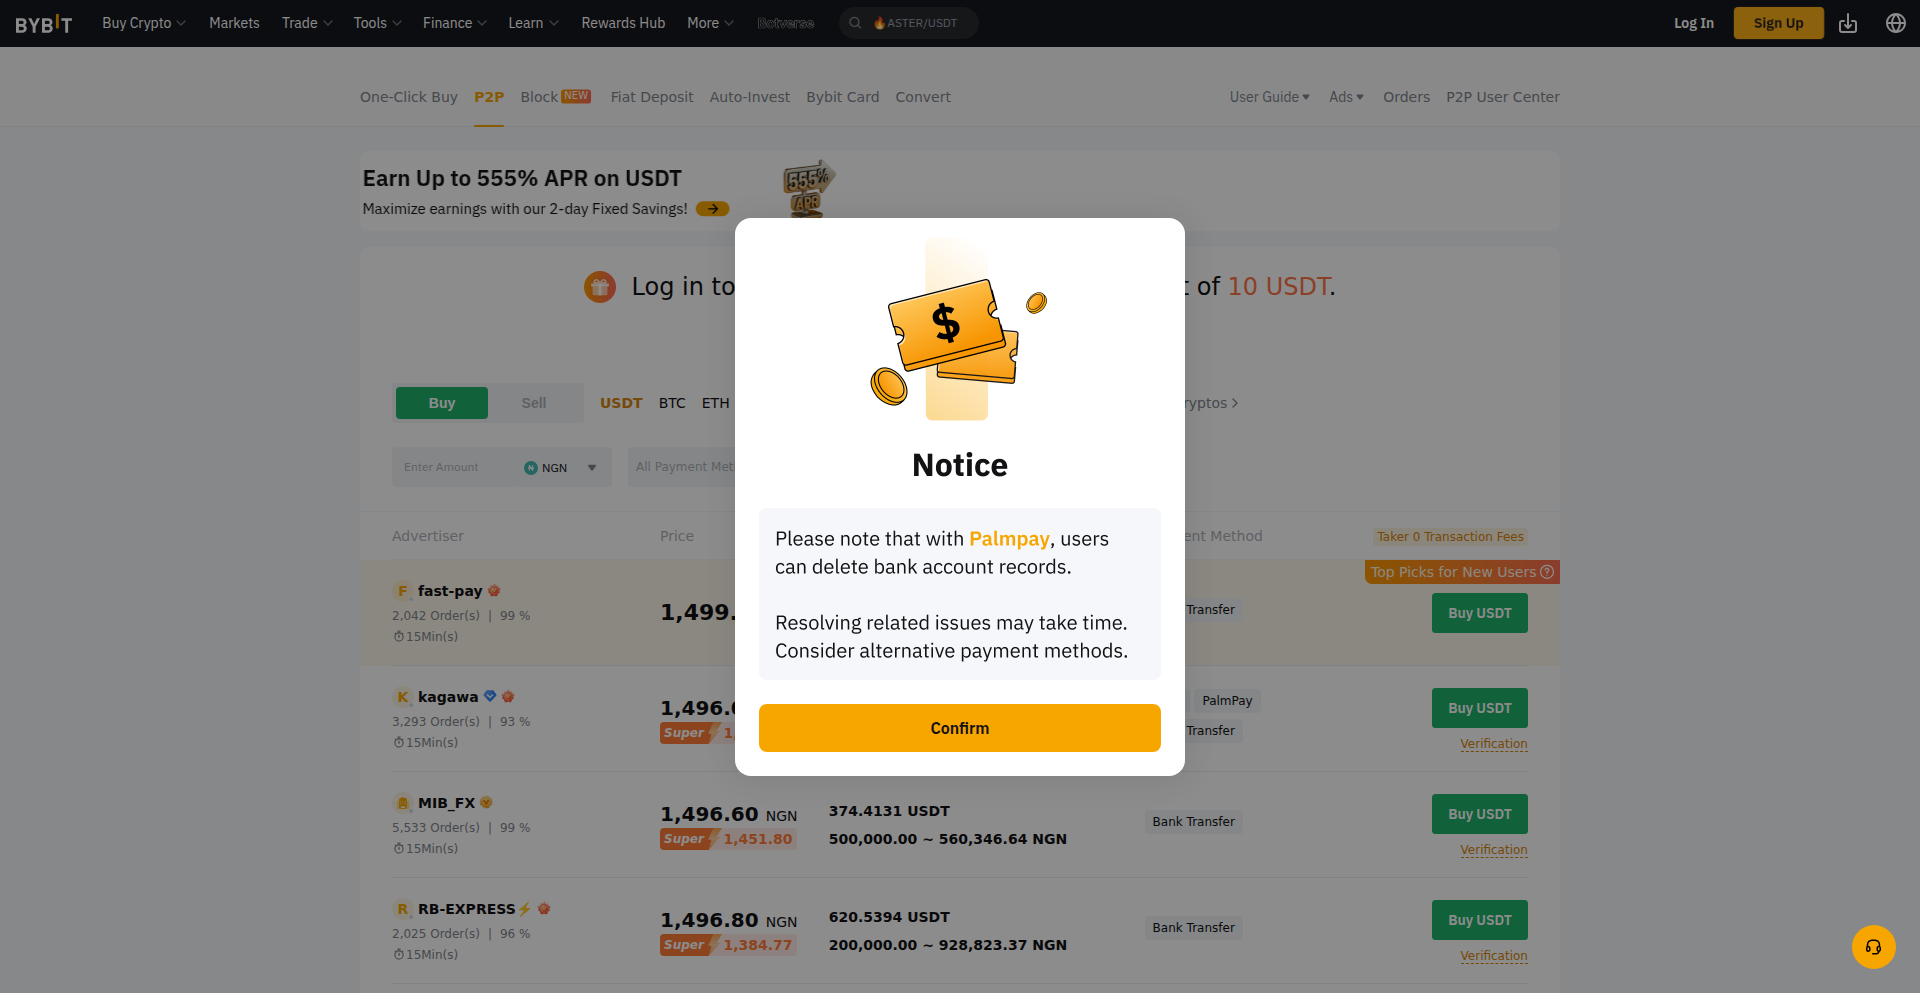 BYBIT Buy Crypto Markets Trade Tools Finance Learn Rewards Hub More Botverse 🔥ASTER/USDT Log In Sign Up
One-Click Buy P2P Block NEW Fiat Deposit Auto-Invest Bybit Card Convert User Guide Ads Orders P2P User Center
Earn Up to 555% APR on USDT
Maximize earnings with our 2-day Fixed Savings!
555%
APR
Log in to
t of 10 USDT.
Buy Sell USDT BTC ETH
ryptos
Enter Amount NGN All Payment Met
Advertiser Price
ent Method Taker 0 Transaction Fees
Top Picks for New Users
F fast-pay
2,042 Order(s) | 99 %
15Min(s)
1,499.
Transfer
Buy USDT
K kagawa
3,293 Order(s) | 93 %
15Min(s)
1,496.
Super 1,
PalmPay
Transfer
Buy USDT
Verification
MIB_FX
5,533 Order(s) | 99 %
15Min(s)
1,496.60 NGN
Super 1,451.80
374.4131 USDT
500,000.00 ~ 560,346.64 NGN
Bank Transfer
Buy USDT
Verification
R RB-EXPRESS⚡
2,025 Order(s) | 96 %
15Min(s)
1,496.80 NGN
Super 1,384.77
620.5394 USDT
200,000.00 ~ 928,823.37 NGN
Bank Transfer
Buy USDT
Verification
$
Notice
Please note that with Palmpay, users
can delete bank account records.
Resolving related issues may take time.
Consider alternative payment methods.
Confirm